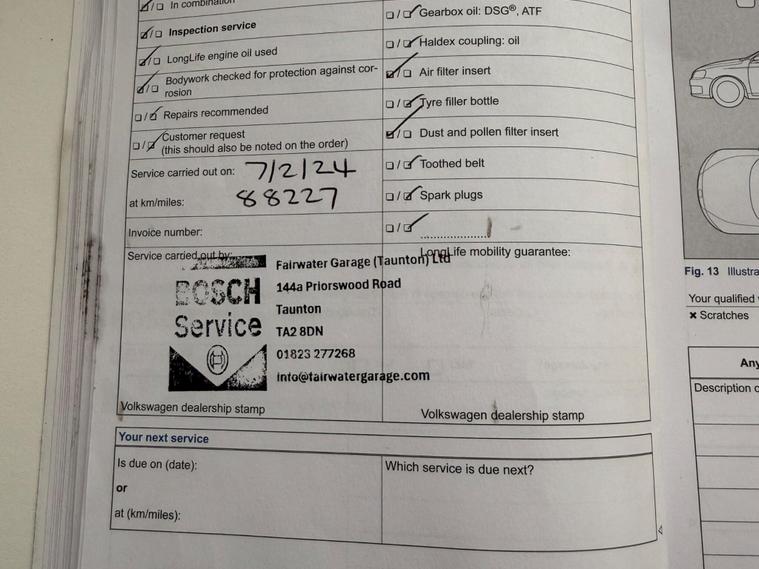 ☑/☐ In combination
☑/☐ Inspection service
☑/☐ LongLife engine oil used
☑/☐ Bodywork checked for protection against cor-
rosion
☐/☑ Repairs recommended
☐/☑ Customer request
(this should also be noted on the order)
Service carried out on: 7/2/24
at km/miles: 88227
Invoice number:
Service carried out by:
BOSCH
Service
Fairwater Garage (Taunton) Ltd
144a Priorswood Road
Taunton
TA2 8DN
01823 277268
info@fairwatergarage.com
Volkswagen dealership stamp
☐/☑ Gearbox oil: DSG®, ATF
☐/☑ Haldex coupling: oil
☑/☐ Air filter insert
☐/☑ Tyre filler bottle
☑/☐ Dust and pollen filter insert
☐/☑ Toothed belt
☐/☑ Spark plugs
☐/☑ ....................
LongLife mobility guarantee:
Volkswagen dealership stamp
Your next service
Is due on (date):
or
at (km/miles):
Which service is due next?
Fig. 13 Illustra
Your qualified
× Scratches
Any
Description o